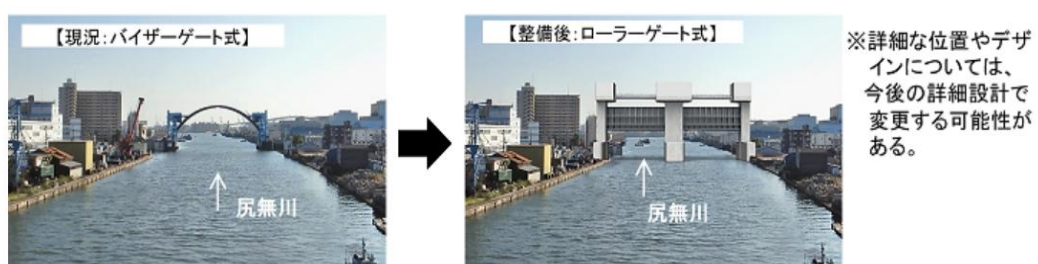 【現況:バイザーゲート式】
尻無川
【整備後:ローラーゲート式】
尻無川
※詳細な位置やデザ
インについては、
今後の詳細設計で
変更する可能性が
ある。